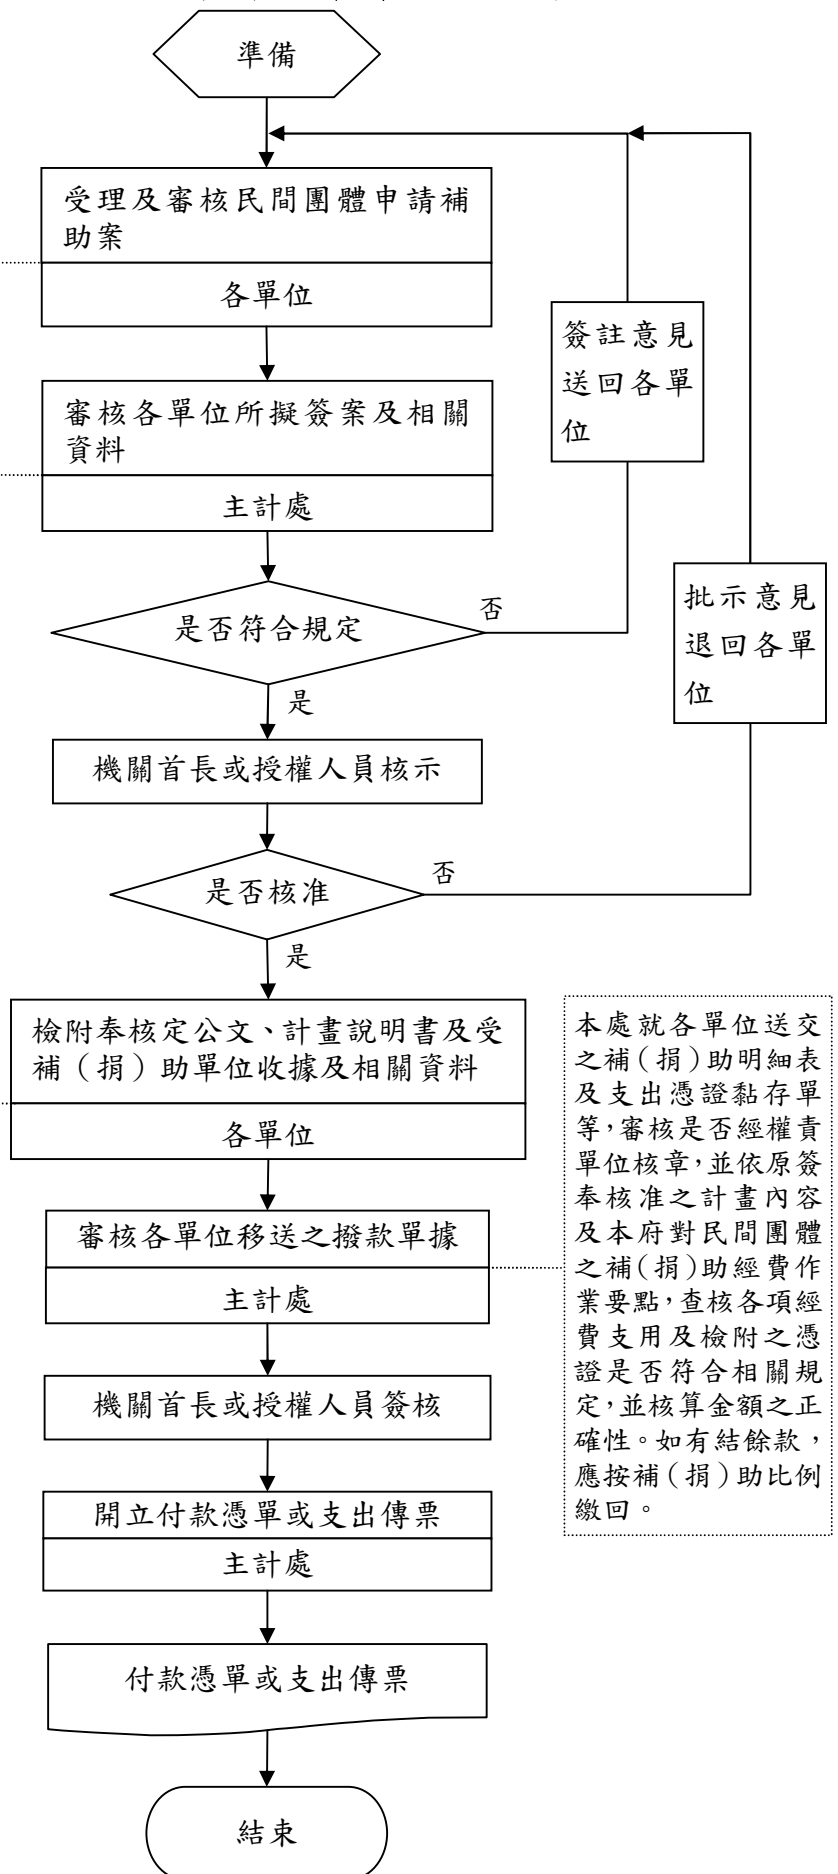 準備
受理及審核民間團體申請補
助案
各單位
審核各單位所擬簽案及相關
資料
主計處
簽註意見
送回各單
位
是否符合規定
否
是
批示意見
退回各單
位
機關首長或授權人員核示
是否核准
否
是
檢附奉核定公文、計畫說明書及受
補（捐）助單位收據及相關資料
各單位
審核各單位移送之撥款單據
主計處
本處就各單位送交
之補(捐)助明細表
及支出憑證黏存單
等，審核是否經權責
單位核章，並依原簽
奉核准之計畫內容
及本府對民間團體
之補(捐)助經費作
業要點，查核各項經
費支用及檢附之憑
證是否符合相關規
定，並核算金額之正
確性。如有結餘款，
應按補(捐)助比例
繳回。
機關首長或授權人員簽核
開立付款憑單或支出傳票
主計處
付款憑單或支出傳票
結束